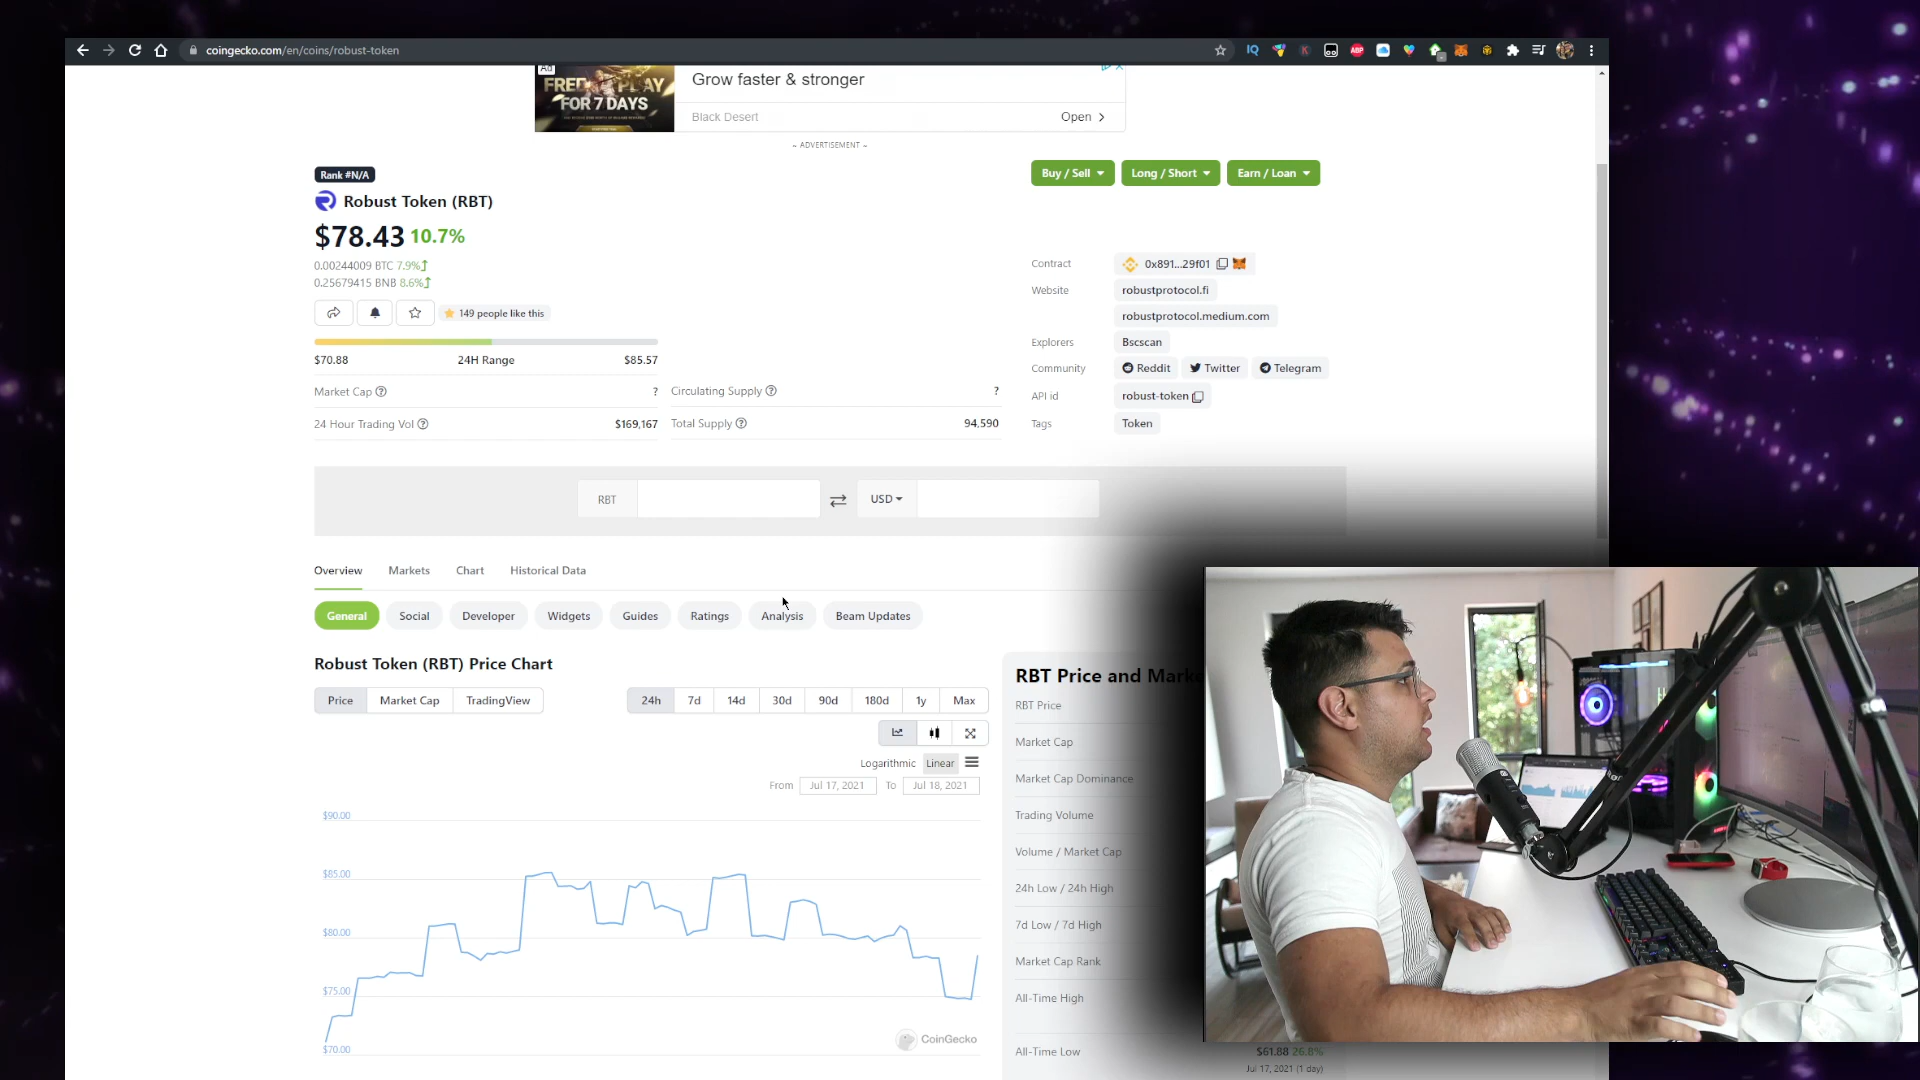 coingecko.com/en/coins/robust-token
Ad
FREE PLAY
FOR 7 DAYS
Grow faster & stronger
Black Desert
Open
– ADVERTISEMENT –
Rank #N/A
Robust Token (RBT)
$78.43 10.7%
0.00244009 BTC 7.9%
0.25679415 BNB 8.6%
149 people like this
$70.88 24H Range $85.57
Market Cap ?
24 Hour Trading Vol $169,167
Circulating Supply ?
Total Supply 94,590
Buy / Sell
Long / Short
Earn / Loan
Contract 0x891...29f01
Website robustprotocol.fi
robustprotocol.medium.com
Explorers Bscscan
Community Reddit Twitter Telegram
API id robust-token
Tags Token
RBT USD
Overview Markets Chart Historical Data
General Social Developer Widgets Guides Ratings Analysis Beam Updates
Robust Token (RBT) Price Chart
Price Market Cap TradingView
24h 7d 14d 30d 90d 180d 1y Max
Logarithmic Linear
From Jul 17, 2021 To Jul 18, 2021
$90.00
$85.00
$80.00
$75.00
$70.00
CoinGecko
RBT Price and Marke
RBT Price
Market Cap
Market Cap Dominance
Trading Volume
Volume / Market Cap
24h Low / 24h High
7d Low / 7d High
Market Cap Rank
All-Time High
All-Time Low $61.88 26.8%
Jul 17, 2021 (1 day)